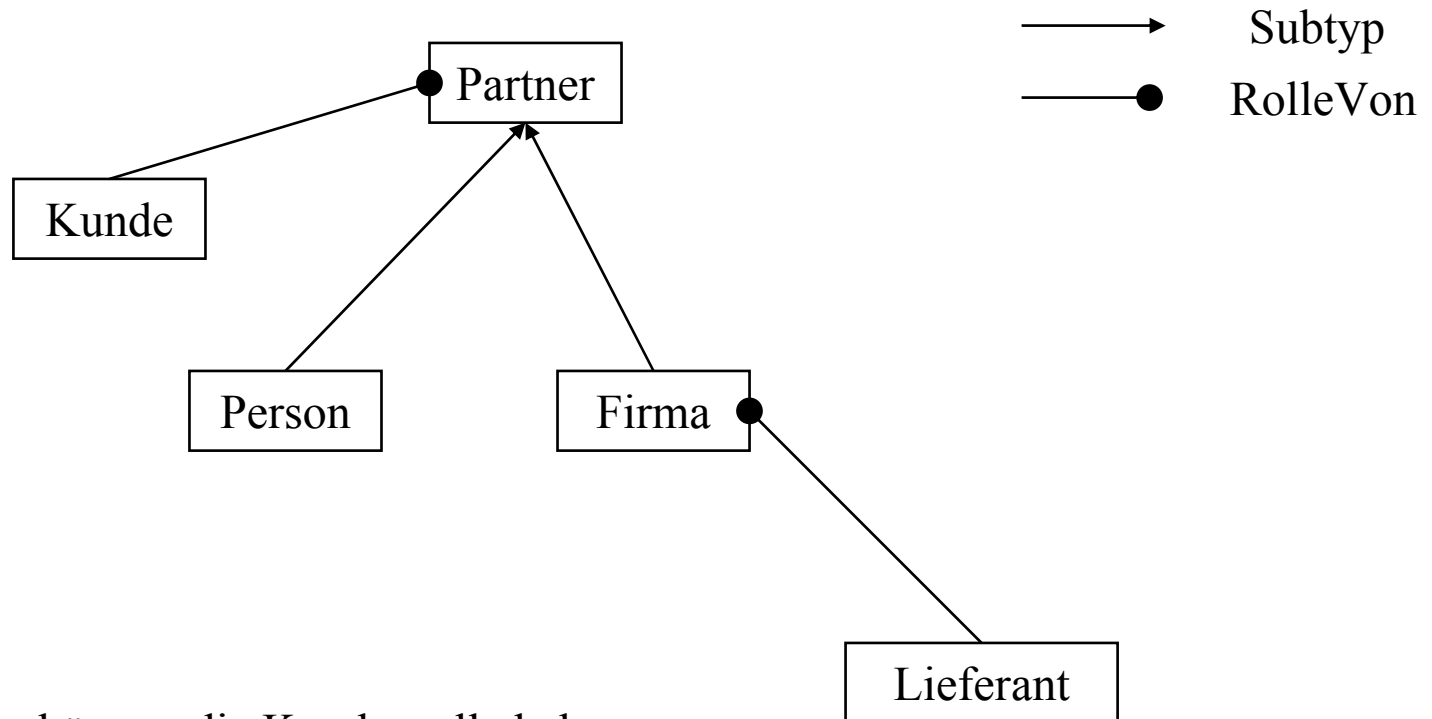 Subtyp
Partner
RolleVon
Kunde
Person
Firma
Lieferant